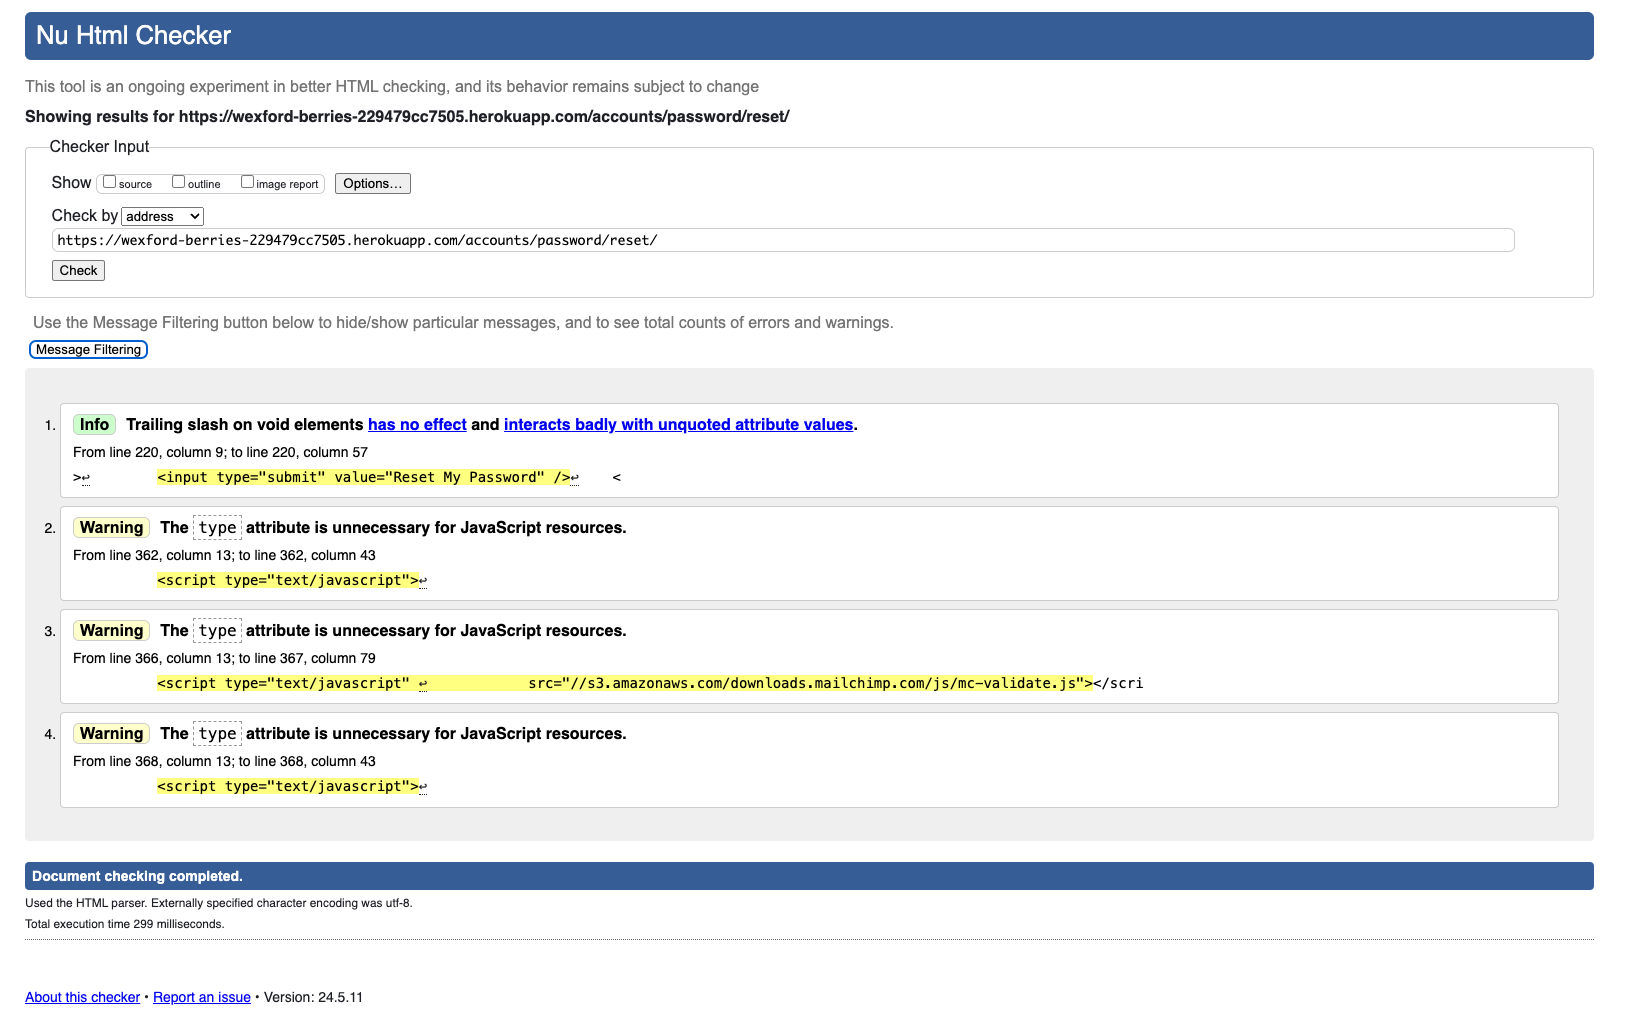 Nu Html Checker
This tool is an ongoing experiment in better HTML checking, and its behavior remains subject to change
Showing results for https://wexford-berries-229479cc7505.herokuapp.com/accounts/password/reset/
Checker Input
Show source outline image report Options...
Check by address
https://wexford-berries-229479cc7505.herokuapp.com/accounts/password/reset/
Check
Use the Message Filtering button below to hide/show particular messages, and to see total counts of errors and warnings.
Message Filtering
1. Info Trailing slash on void elements has no effect and interacts badly with unquoted attribute values.
From line 220, column 9; to line 220, column 57
>↩ <input type="submit" value="Reset My Password" />↩ <
2. Warning The type attribute is unnecessary for JavaScript resources.
From line 362, column 13; to line 362, column 43
<script type="text/javascript">↩
3. Warning The type attribute is unnecessary for JavaScript resources.
From line 366, column 13; to line 367, column 79
<script type="text/javascript" ↩ src="//s3.amazonaws.com/downloads.mailchimp.com/js/mc-validate.js"></scri
4. Warning The type attribute is unnecessary for JavaScript resources.
From line 368, column 13; to line 368, column 43
<script type="text/javascript">↩
Document checking completed.
Used the HTML parser. Externally specified character encoding was utf-8.
Total execution time 299 milliseconds.
About this checker • Report an issue • Version: 24.5.11